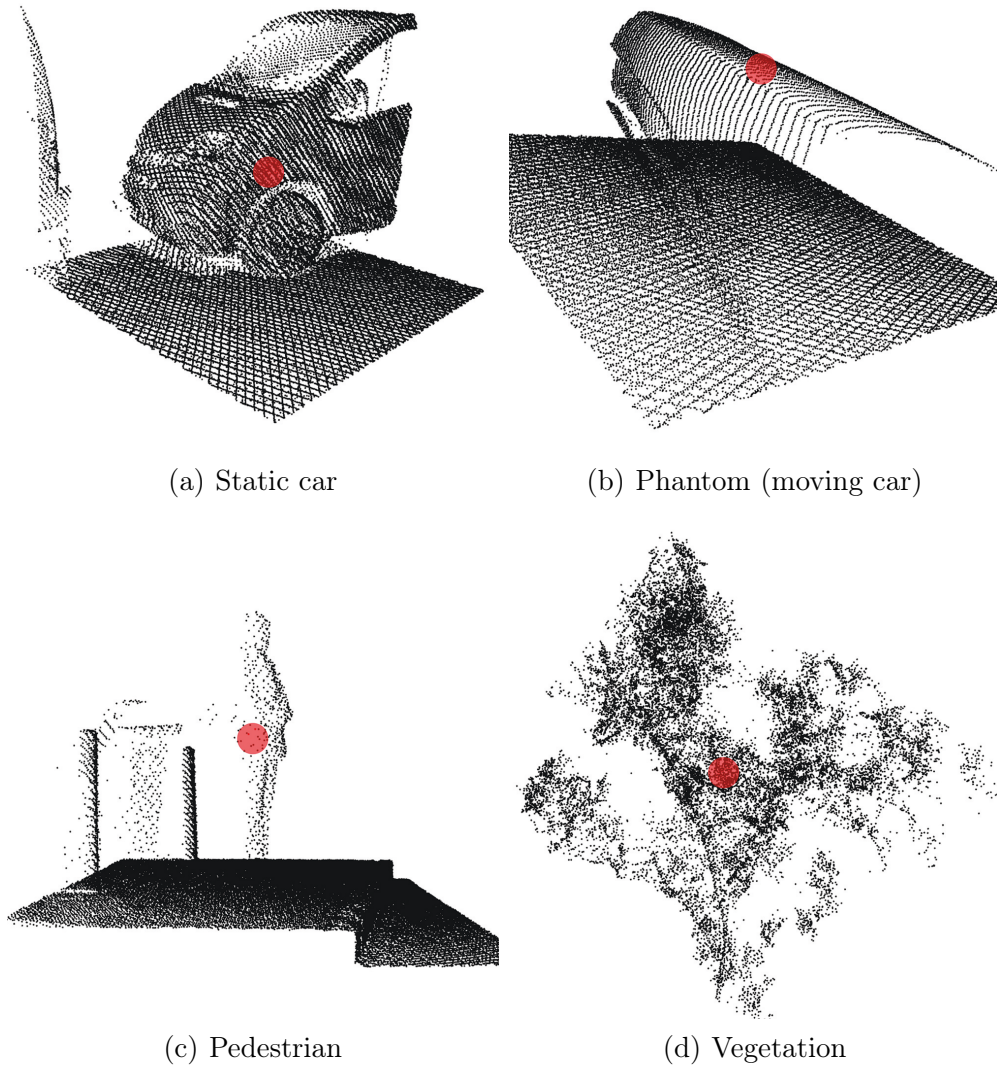 (a) Static car
(b) Phantom (moving car)
(c) Pedestrian
(d) Vegetation